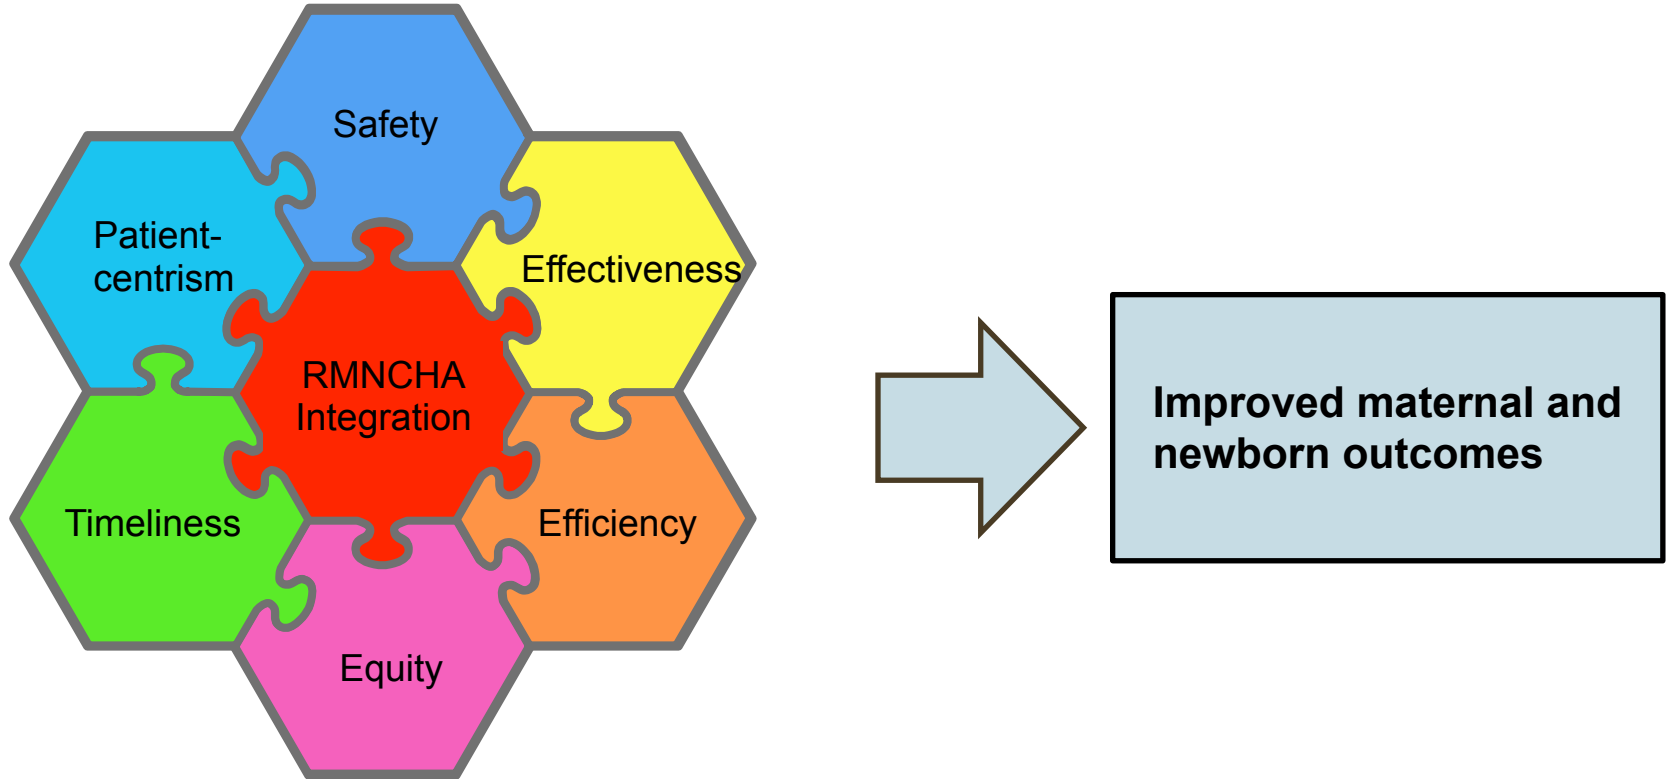 Safety
Patient-
centrism
Effectiveness
RMNCHA
Integration
Timeliness
Efficiency
Equity
Improved maternal and
newborn outcomes